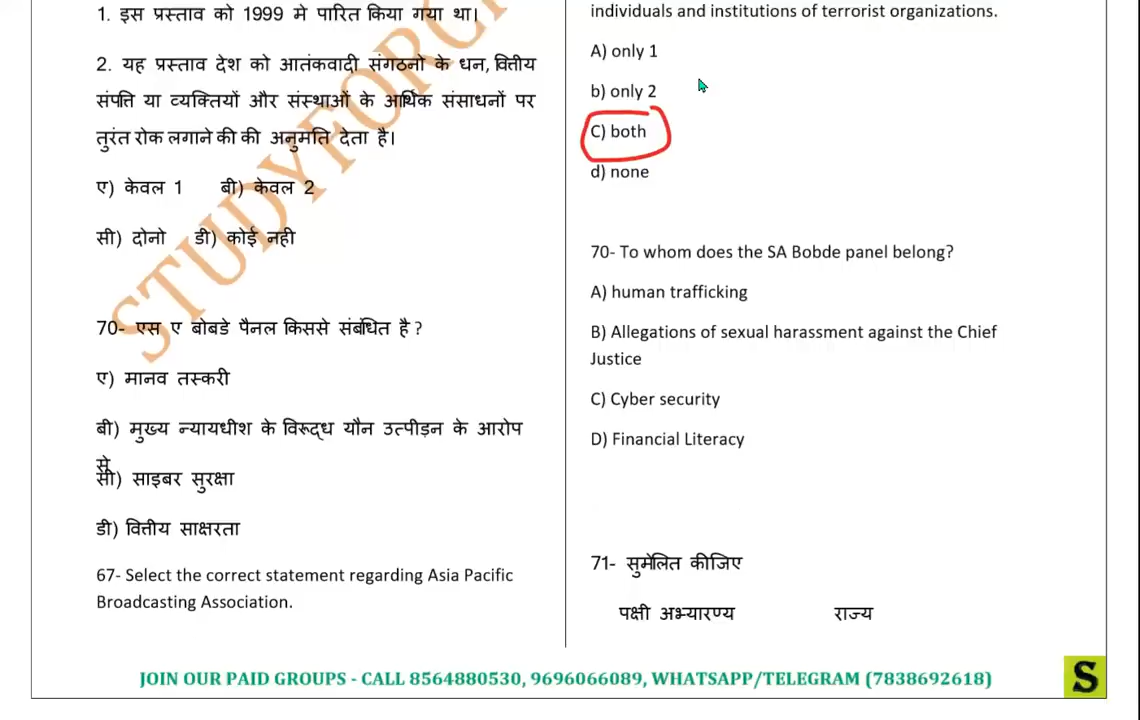 1. इस प्रस्ताव को 1999 मे पारित किया गया था।
2. यह प्रस्ताव देश को आतंकवादी संगठनो के धन, वित्तीय
संपत्ति या व्यक्तियों और संस्थाओं के आर्थिक संसाधनों पर
तुरंत रोक लगाने की की अनुमति देता है।
ए) केवल 1 बी) केवल 2
सी) दोनो डी) कोई नही
70- एस ए बोबडे पैनल किससे संबंधित है?
ए) मानव तस्करी
बी) मुख्य न्यायधीश के विरूद्ध यौन उत्पीड़न के आरोप
से
सी) साइबर सुरक्षा
डी) वित्तीय साक्षरता
67- Select the correct statement regarding Asia Pacific
Broadcasting Association.
individuals and institutions of terrorist organizations.
A) only 1
b) only 2
C) both
d) none
70- To whom does the SA Bobde panel belong?
A) human trafficking
B) Allegations of sexual harassment against the Chief
Justice
C) Cyber security
D) Financial Literacy
71- सुमेलित कीजिए
पक्षी अभ्यारण्य राज्य
STUDYFORCI
JOIN OUR PAID GROUPS - CALL 8564880530, 9696066089, WHATSAPP/TELEGRAM (7838692618)
S